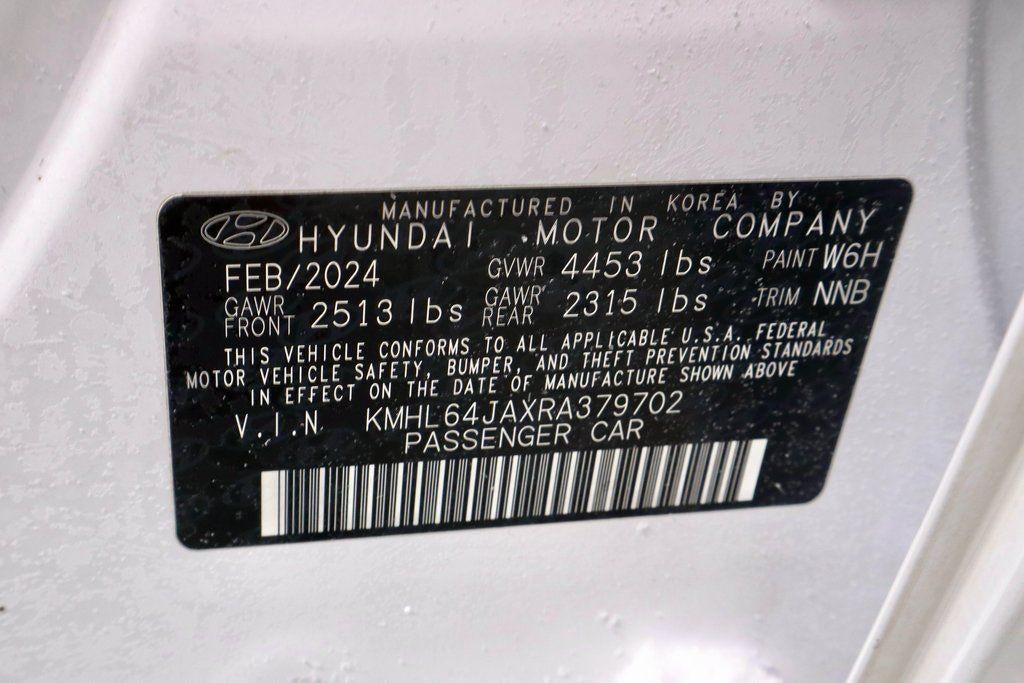 MANUFACTURED IN KOREA BY
HYUNDAI MOTOR COMPANY
FEB/2024 GVWR 4453 lbs PAINT W6H
GAWR FRONT 2513 lbs GAWR REAR 2315 lbs TRIM NNB
THIS VEHICLE CONFORMS TO ALL APPLICABLE U.S.A. FEDERAL
MOTOR VEHICLE SAFETY, BUMPER, AND THEFT PREVENTION STANDARDS
IN EFFECT ON THE DATE OF MANUFACTURE SHOWN ABOVE
V.I.N KMHL64JAXRA379702
PASSENGER CAR